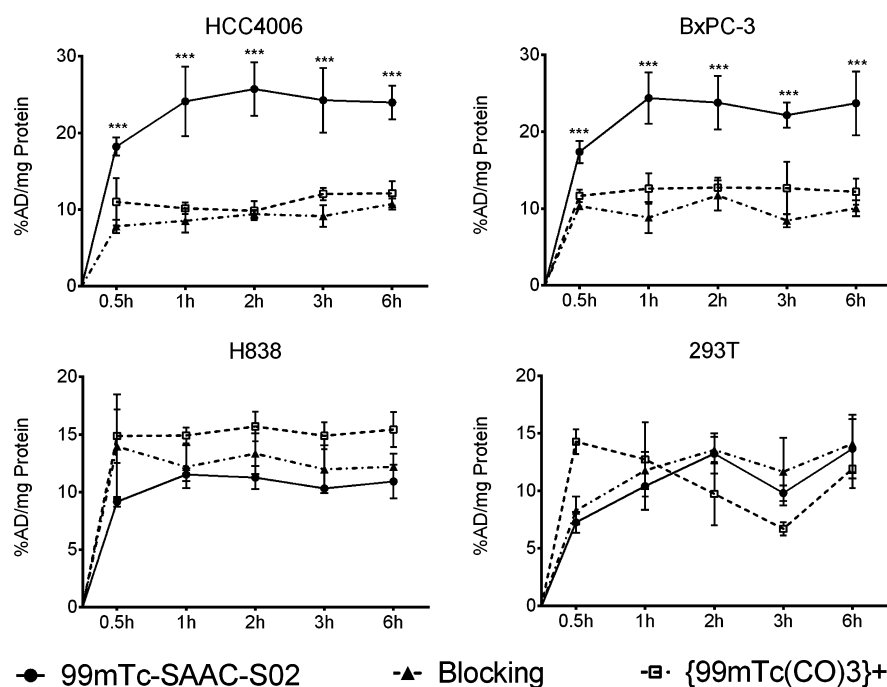 HCC4006
BxPC-3
%AD/mg Protein
30
20
10
0
*** *** *** *** ***
0.5h 1h 2h 3h 6h
%AD/mg Protein
30
20
10
0
*** *** *** *** ***
0.5h 1h 2h 3h 6h
H838
293T
%AD/mg Protein
20
15
10
5
0
0.5h 1h 2h 3h 6h
%AD/mg Protein
20
15
10
5
0
0.5h 1h 2h 3h 6h
99mTc-SAAC-S02 Blocking {99mTc(CO)3}+